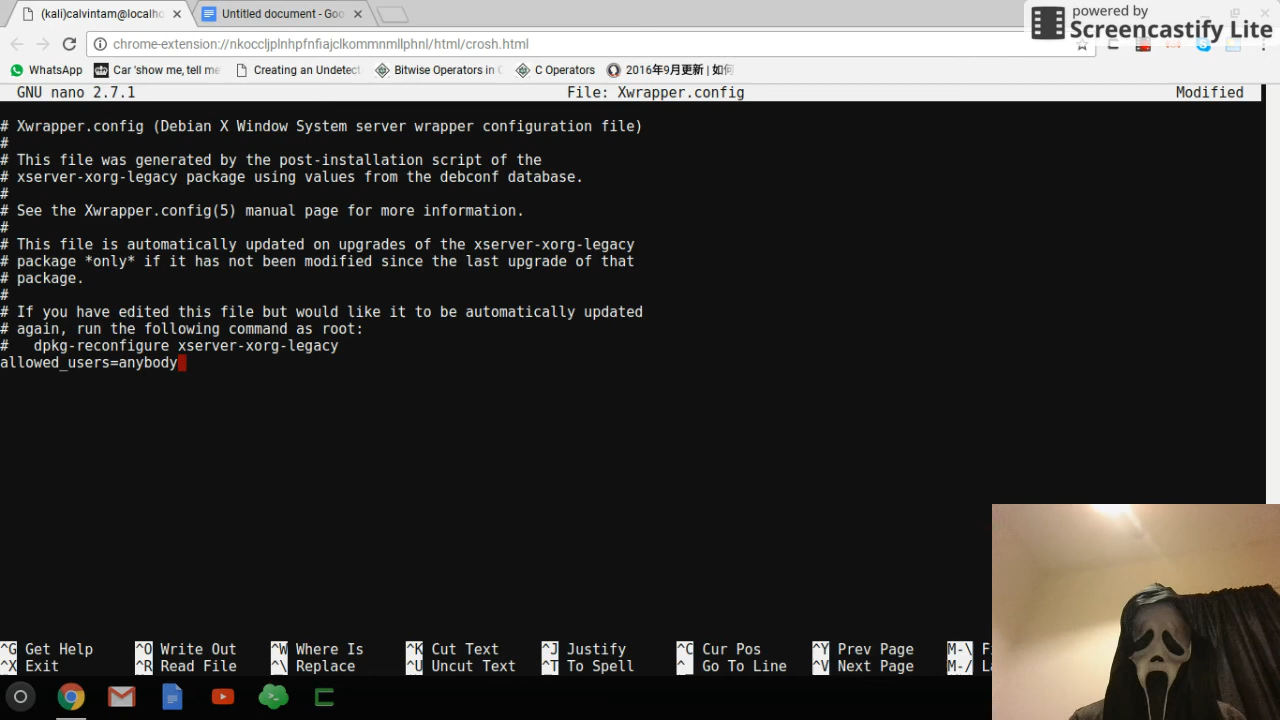 (kali)calvintam@localho
Untitled document - Goo
powered by
Screencastify Lite
chrome-extension://nkoccljplnhpfnfiajclkommnmllphnl/html/crosh.html
WhatsApp
Car 'show me, tell me
Creating an Undetect
Bitwise Operators in C
C Operators
2016年9月更新 | 如何
GNU nano 2.7.1
File: Xwrapper.config
Modified
# Xwrapper.config (Debian X Window System server wrapper configuration file)
#
# This file was generated by the post-installation script of the
# xserver-xorg-legacy package using values from the debconf database.
#
# See the Xwrapper.config(5) manual page for more information.
#
# This file is automatically updated on upgrades of the xserver-xorg-legacy
# package *only* if it has not been modified since the last upgrade of that
# package.
#
# If you have edited this file but would like it to be automatically updated
# again, run the following command as root:
#   dpkg-reconfigure xserver-xorg-legacy
allowed_users=anybody
^G Get Help ^O Write Out ^W Where Is ^K Cut Text ^J Justify ^C Cur Pos ^Y Prev Page M-\ Fi
^X Exit ^R Read File ^\ Replace ^U Uncut Text ^T To Spell ^_ Go To Line ^V Next Page M-/ La